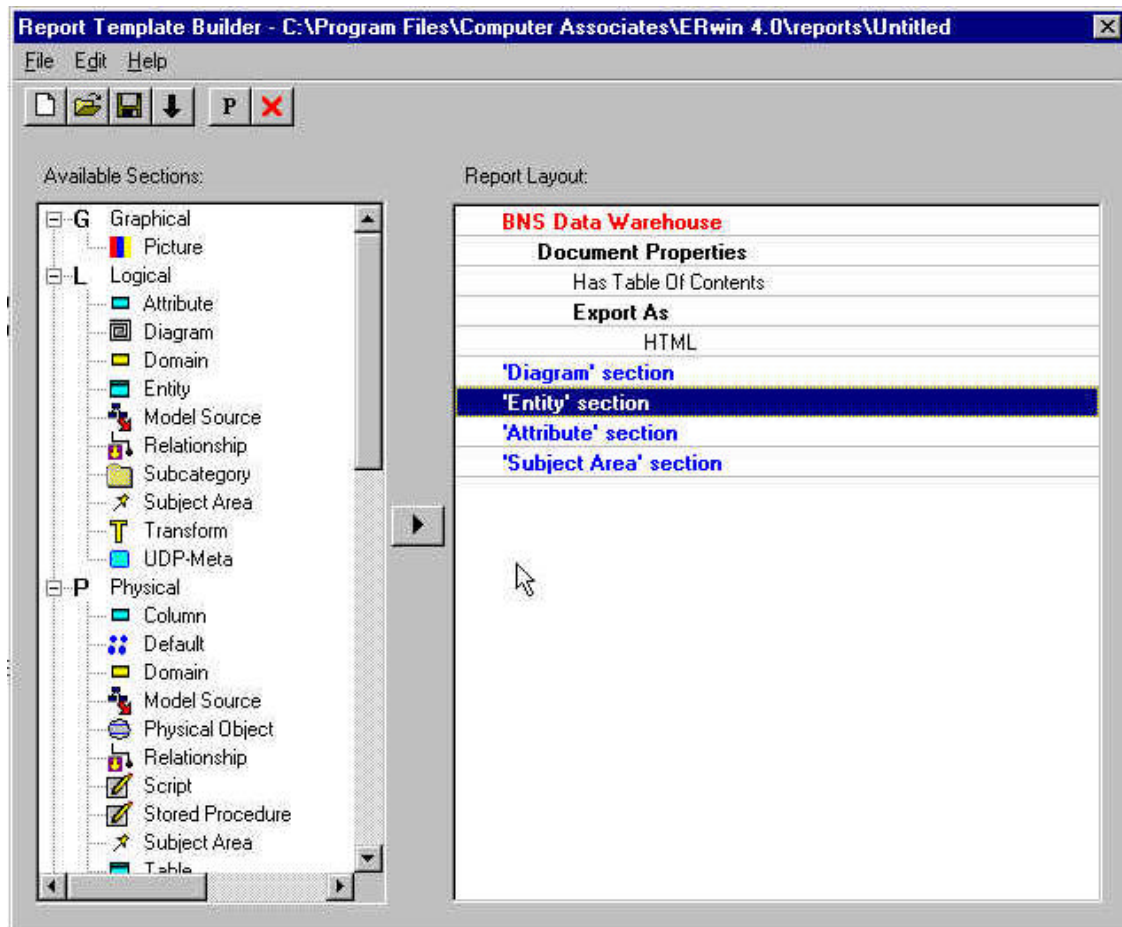 Report Template Builder - C:\Program Files\Computer Associates\ERwin 4.0\reports\Untitled
File Edit Help
P
Available Sections:
G Graphical
Picture
L Logical
Attribute
Diagram
Domain
Entity
Model Source
Relationship
Subcategory
Subject Area
Transform
UDP-Meta
P Physical
Column
Default
Domain
Model Source
Physical Object
Relationship
Script
Stored Procedure
Subject Area
Table
Report Layout:
BNS Data Warehouse
Document Properties
Has Table Of Contents
Export As
HTML
'Diagram' section
'Entity' section
'Attribute' section
'Subject Area' section